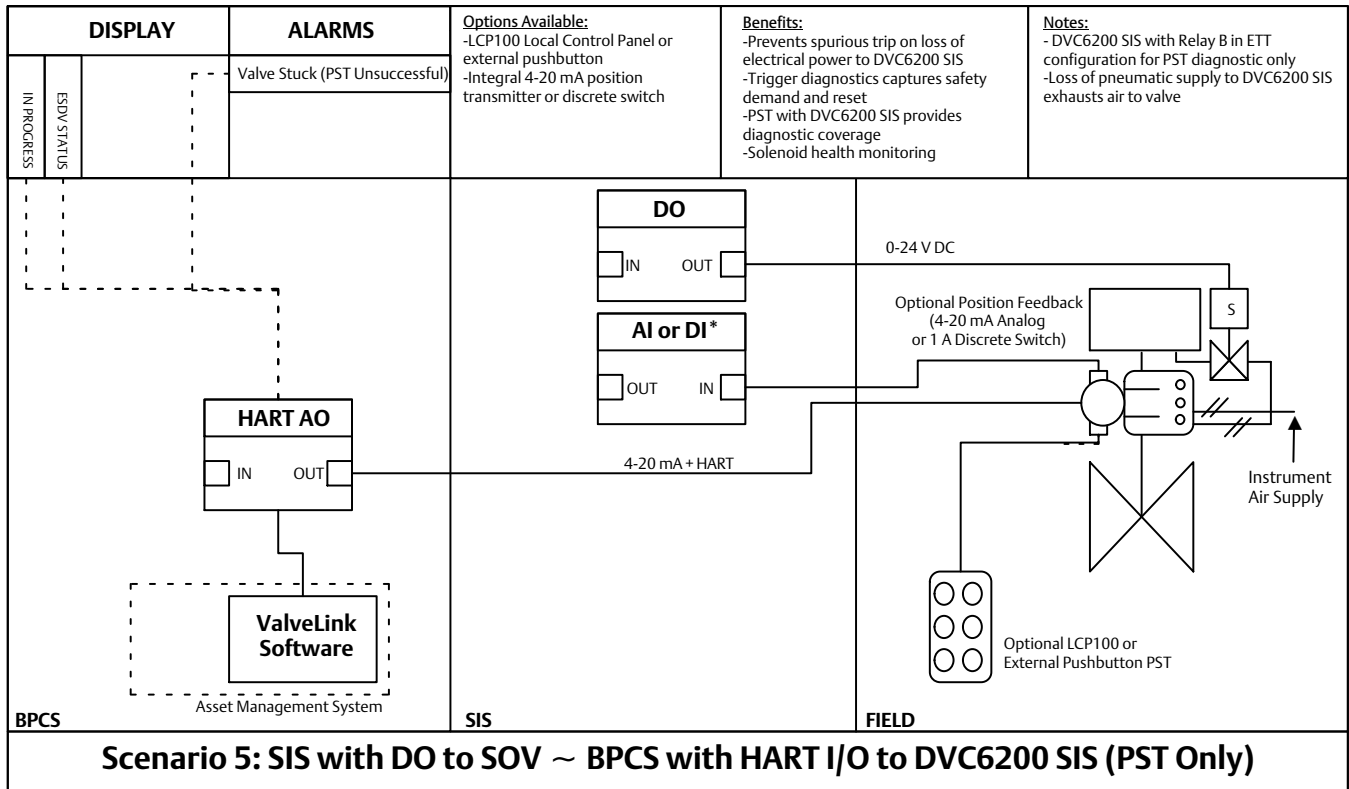 DISPLAY
ALARMS
IN PROGRESS
ESDV STATUS
Valve Stuck (PST Unsuccessful)
Options Available:
-LCP100 Local Control Panel or
external pushbutton
-Integral 4-20 mA position
transmitter or discrete switch
Benefits:
-Prevents spurious trip on loss of
electrical power to DVC6200 SIS
-Trigger diagnostics captures safety
demand and reset
-PST with DVC6200 SIS provides
diagnostic coverage
-Solenoid health monitoring
Notes:
- DVC6200 SIS with Relay B in ETT
configuration for PST diagnostic only
-Loss of pneumatic supply to DVC6200 SIS
exhausts air to valve
DO
IN OUT
0-24 V DC
AI or DI*
OUT IN
Optional Position Feedback
(4-20 mA Analog
or 1 A Discrete Switch)
S
HART AO
IN OUT
4-20 mA + HART
Instrument
Air Supply
ValveLink
Software
Asset Management System
Optional LCP100 or
External Pushbutton PST
BPCS
SIS
FIELD
Scenario 5: SIS with DO to SOV ~ BPCS with HART I/O to DVC6200 SIS (PST Only)